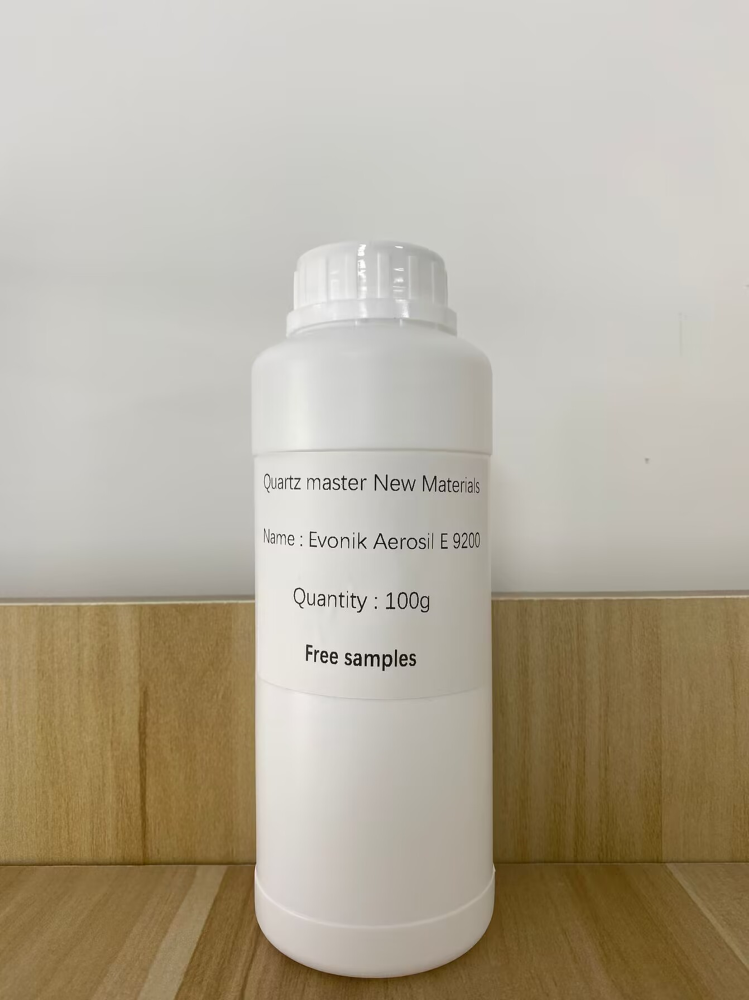 Quartz master New Materials
Name : Evonik Aerosil E 9200
Quantity : 100g
Free samples